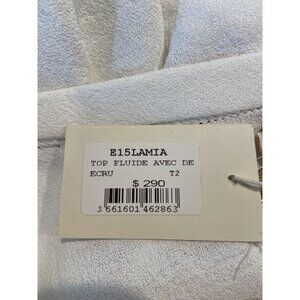 E15LAMIA
TOP FLUIDE AVEC DE
ECRU T2
$ 290
3 661601 462863